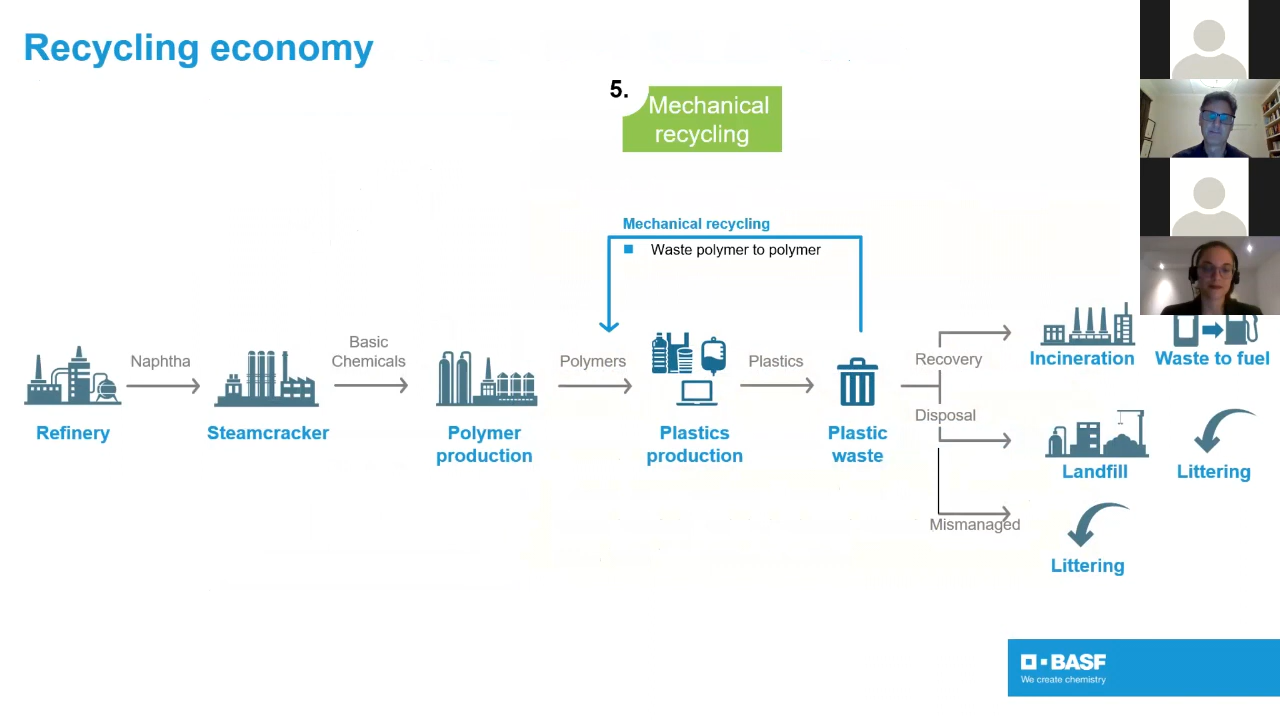 Recycling economy
5.
Mechanical
recycling
Mechanical recycling
Waste polymer to polymer
Naphtha
Basic
Chemicals
Polymers
Plastics
Recovery
Disposal
Mismanaged
Refinery
Steamcracker
Polymer
production
Plastics
production
Plastic
waste
Incineration
Waste to fuel
Landfill
Littering
Littering
BASF
We create chemistry